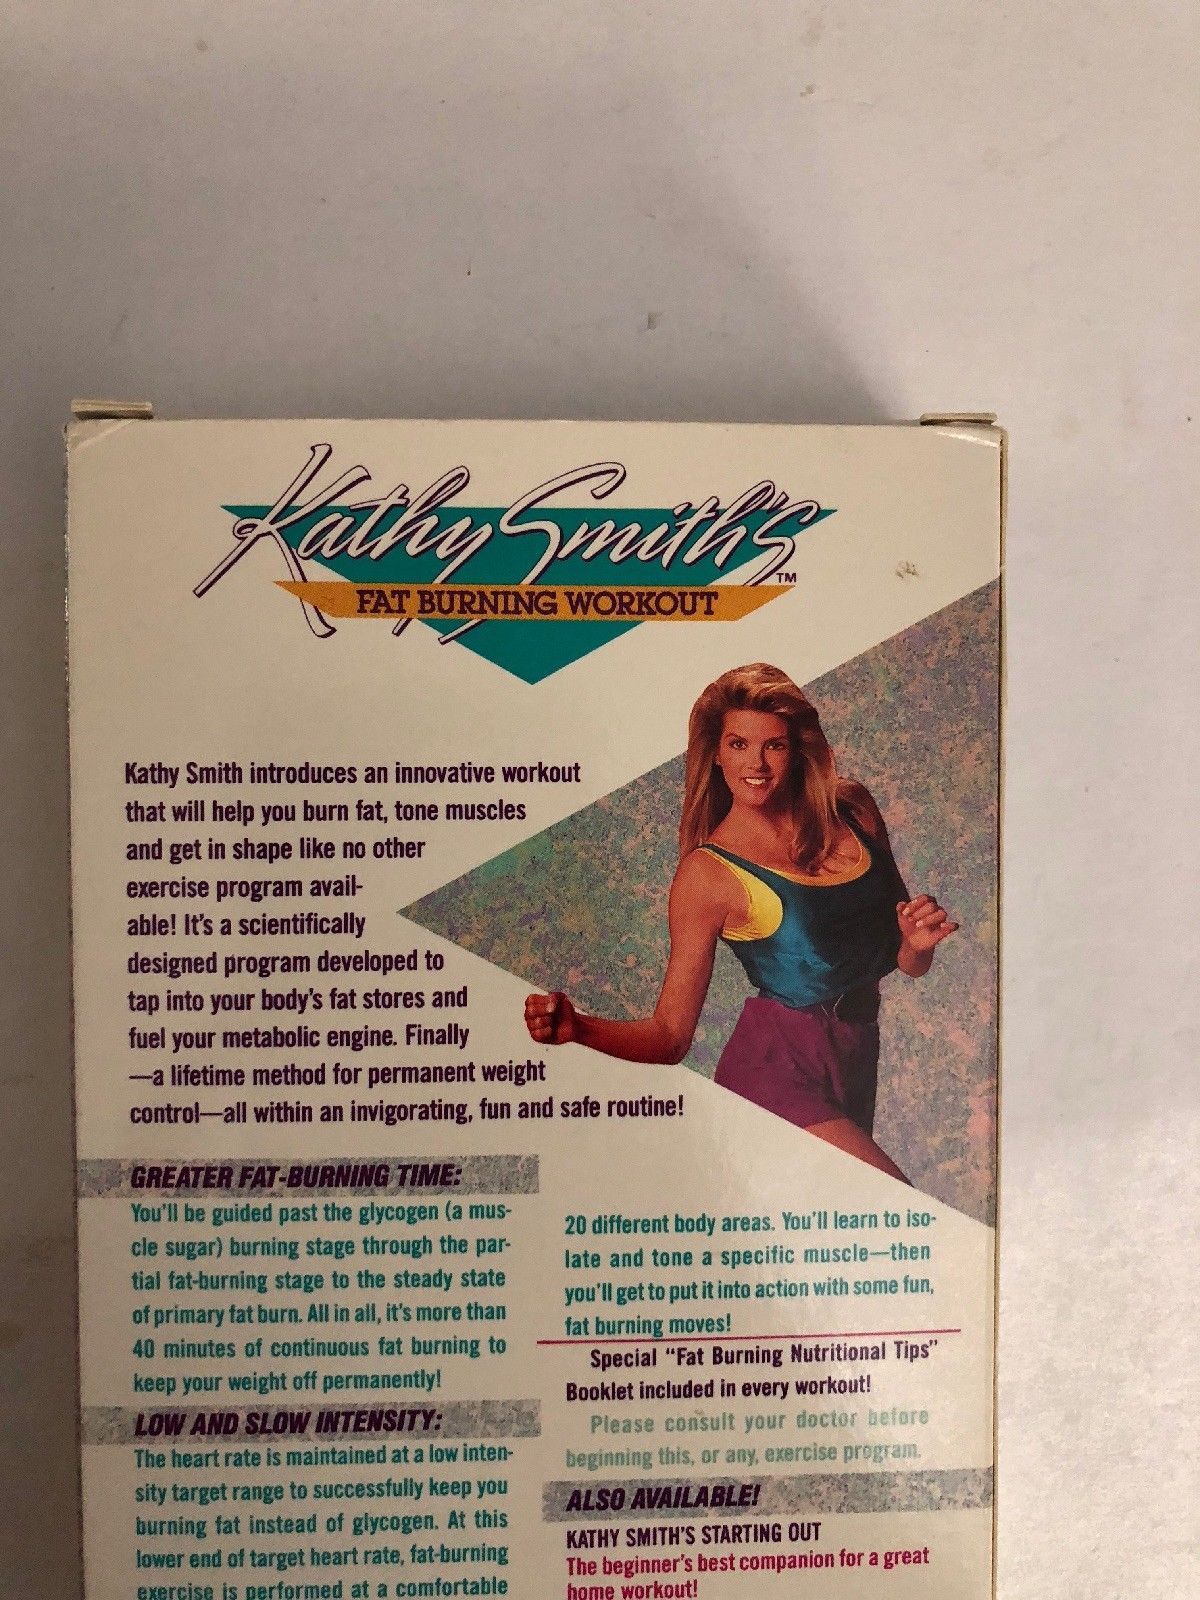 Kathy Smith's
TM
FAT BURNING WORKOUT
Kathy Smith introduces an innovative workout
that will help you burn fat, tone muscles
and get in shape like no other
exercise program avail-
able! It's a scientifically
designed program developed to
tap into your body's fat stores and
fuel your metabolic engine. Finally
—a lifetime method for permanent weight
control—all within an invigorating, fun and safe routine!
GREATER FAT-BURNING TIME:
You'll be guided past the glycogen (a mus-
cle sugar) burning stage through the par-
tial fat-burning stage to the steady state
of primary fat burn. All in all, it's more than
40 minutes of continuous fat burning to
keep your weight off permanently!
LOW AND SLOW INTENSITY:
The heart rate is maintained at a low inten-
sity target range to successfully keep you
burning fat instead of glycogen. At this
lower end of target heart rate, fat-burning
exercise is performed at a comfortable
20 different body areas. You'll learn to iso-
late and tone a specific muscle—then
you'll get to put it into action with some fun,
fat burning moves!
Special "Fat Burning Nutritional Tips"
Booklet included in every workout!
Please consult your doctor before
beginning this, or any, exercise program.
ALSO AVAILABLE!
KATHY SMITH'S STARTING OUT
The beginner's best companion for a great
home workout!